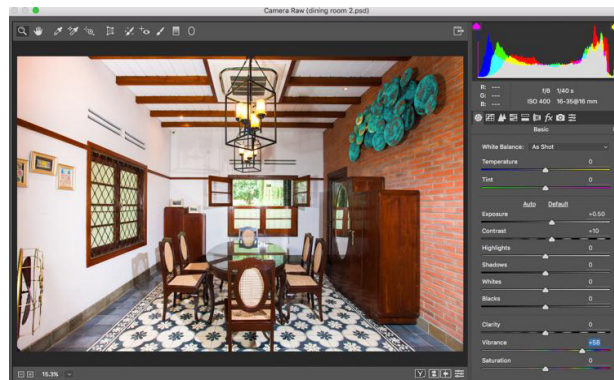 Camera Raw (dining room 2.psd)
R: ---
G: ---
B: ---
f/8 1/40 s
ISO 400 16-35@16 mm
Basic
White Balance: As Shot
Temperature 0
Tint 0
Auto Default
Exposure +0.50
Contrast +10
Highlights 0
Shadows 0
Whites 0
Blacks 0
Clarity 0
Vibrance +58
Saturation 0
15.3%
Y